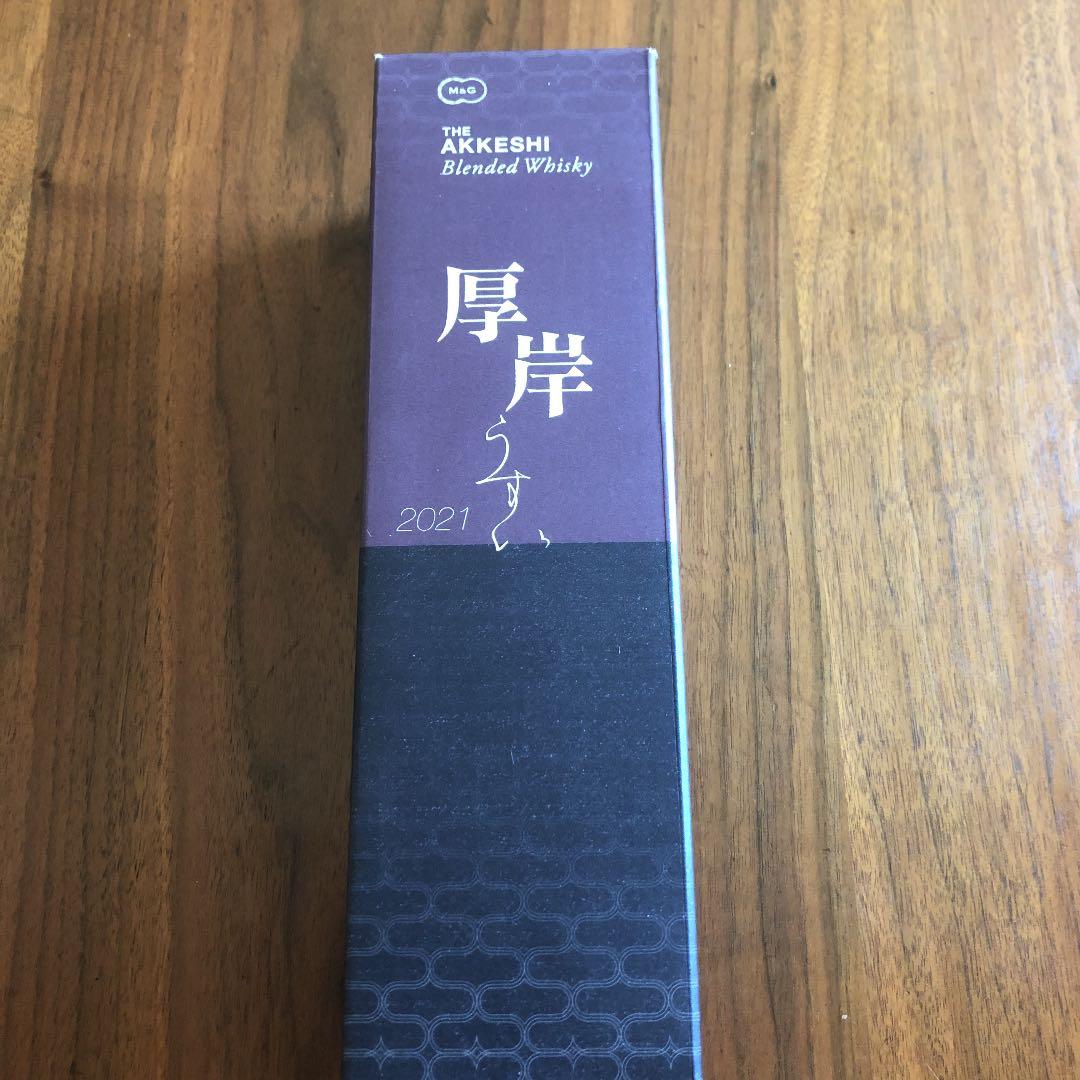 M&G
THE
AKKESHI
Blended Whisky
厚岸
うすい
2021